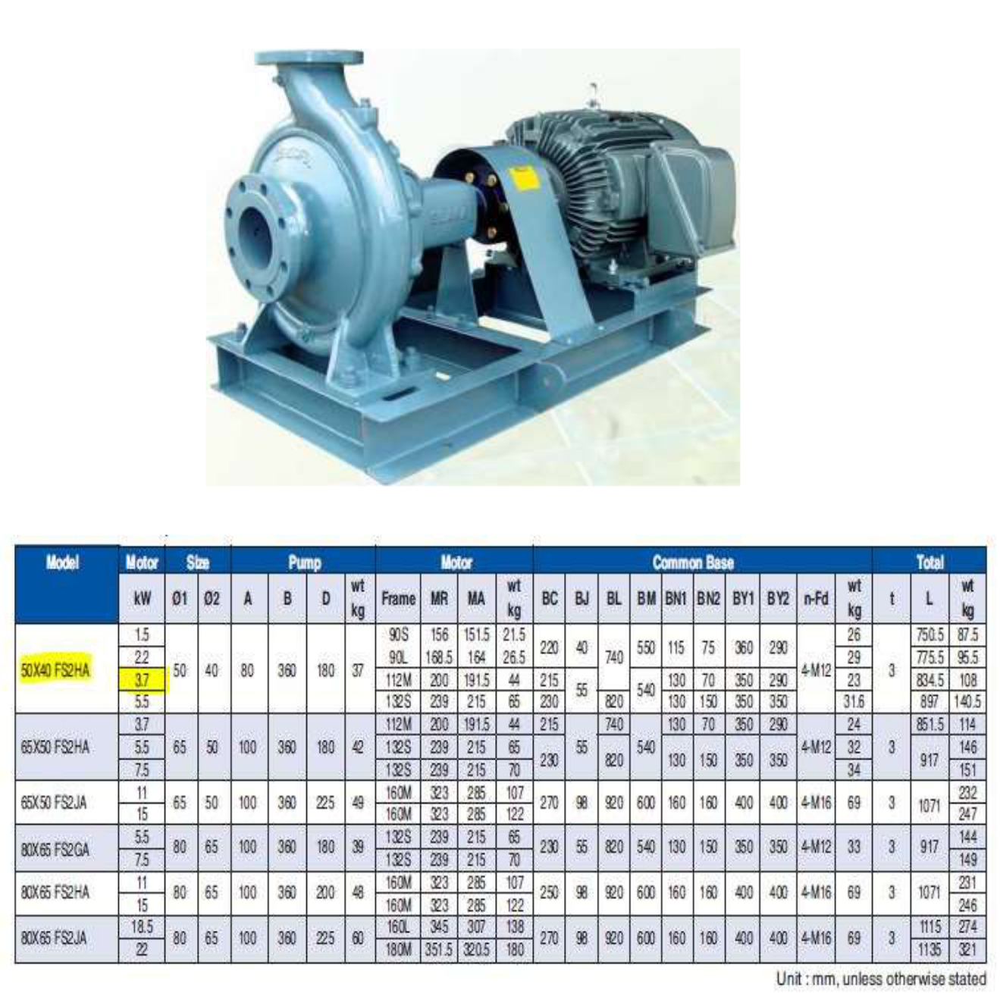 Model Motor Size Pump Motor Common Base Total
kW Ø1 Ø2 A B D wt kg Frame MR MA wt kg BC BJ BL BM BN1 BN2 BY1 BY2 n-Fd wt kg t L wt kg
1.5 90S 156 151.5 21.5 26 750.5 87.5
220 40 550 115 75 360 290
2.2 740 90L 168.5 164 26.5 29 775.5 95.5
50X40 FS2HA 50 40 80 360 180 37 4-M12 3
3.7 112M 200 191.5 44 215 130 70 350 290 23 834.5 108
55 540
5.5 132S 239 215 65 230 820 130 150 350 350 31.6 897 140.5
3.7 112M 200 191.5 44 215 740 130 70 350 290 24 851.5 114
65X50 FS2HA 5.5 65 50 100 360 180 42 132S 239 215 65 55 540 4-M12 32 3 146
230 820 130 150 350 350 917
7.5 132S 239 215 70 34 151
11 160M 323 285 107 232
65X50 FS2JA 65 50 100 360 225 49 270 98 920 600 160 160 400 400 4-M16 69 3 1071
15 160M 323 285 122 247
5.5 132S 239 215 65 144
80X65 FS2GA 80 65 100 360 180 39 230 55 820 540 130 150 350 350 4-M12 33 3 917
7.5 132S 239 215 70 149
11 160M 323 285 107 231
80X65 FS2HA 80 65 100 360 200 48 250 98 920 600 160 160 400 400 4-M16 69 3 1071
15 160M 323 285 122 246
18.5 160L 345 307 138 1115 274
80X65 FS2JA 80 65 100 360 225 60 270 98 920 600 160 160 400 400 4-M16 69 3
22 180M 351.5 320.5 180 1135 321
Unit : mm, unless otherwise stated